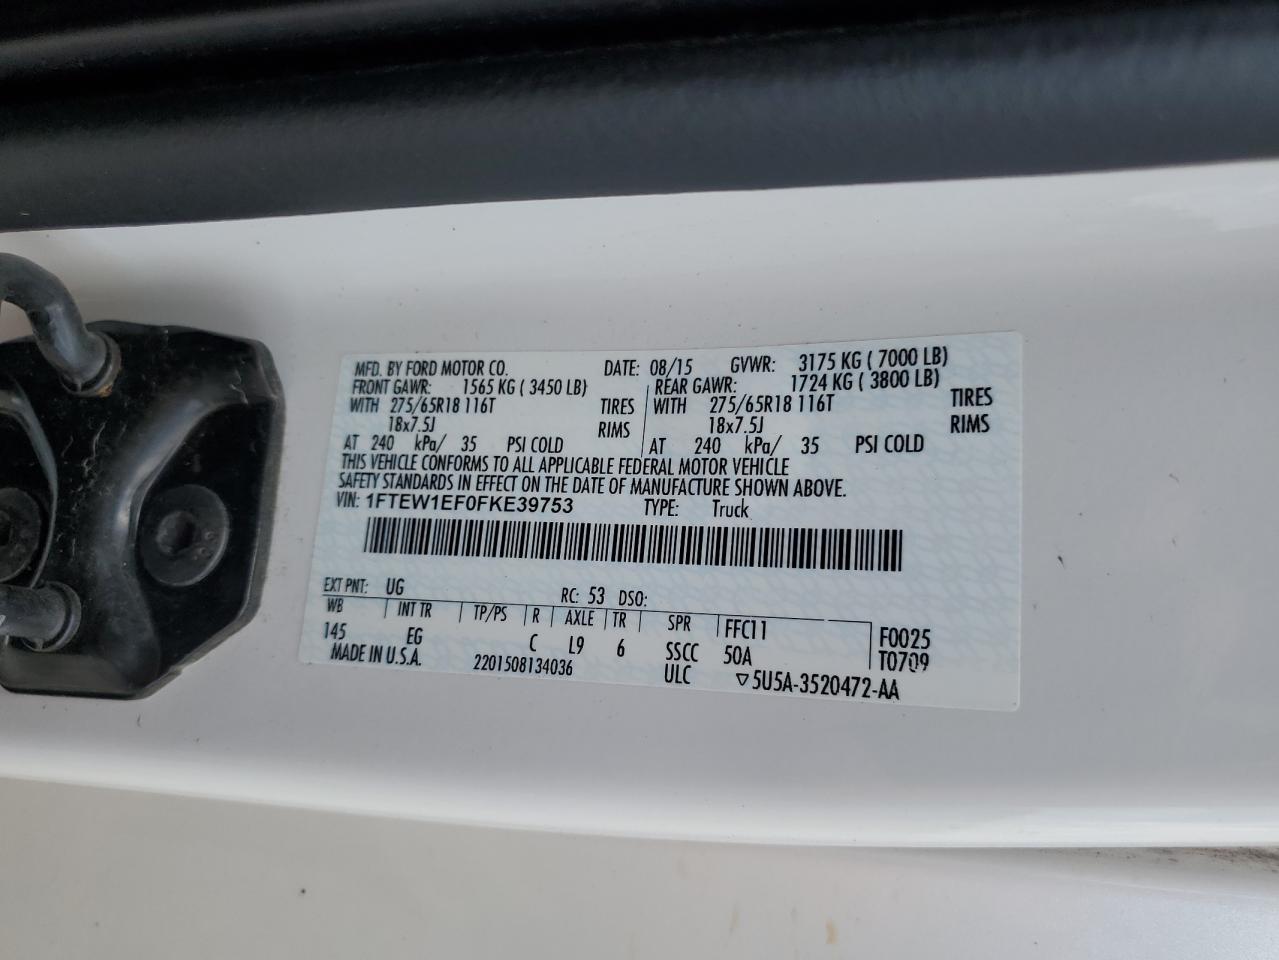 MFD. BY FORD MOTOR CO. DATE: 08/15 GVWR: 3175 KG ( 7000 LB)
FRONT GAWR: 1565 KG ( 3450 LB) REAR GAWR: 1724 KG ( 3800 LB)
WITH 275/65R18 116T TIRES WITH 275/65R18 116T TIRES
18x7.5J RIMS 18x7.5J RIMS
AT 240 kPa/ 35 PSI COLD AT 240 kPa/ 35 PSI COLD
THIS VEHICLE CONFORMS TO ALL APPLICABLE FEDERAL MOTOR VEHICLE
SAFETY STANDARDS IN EFFECT ON THE DATE OF MANUFACTURE SHOWN ABOVE.
VIN: 1FTEW1EF0FKE39753 TYPE: Truck
EXT PNT: UG RC: 53 DSO:
WB INT TR TP/PS R AXLE TR SPR FFC11 F0025
145 EG C L9 6 SSCC 50A T0709
MADE IN U.S.A. 2201508134036 ULC ▽5U5A-3520472-AA